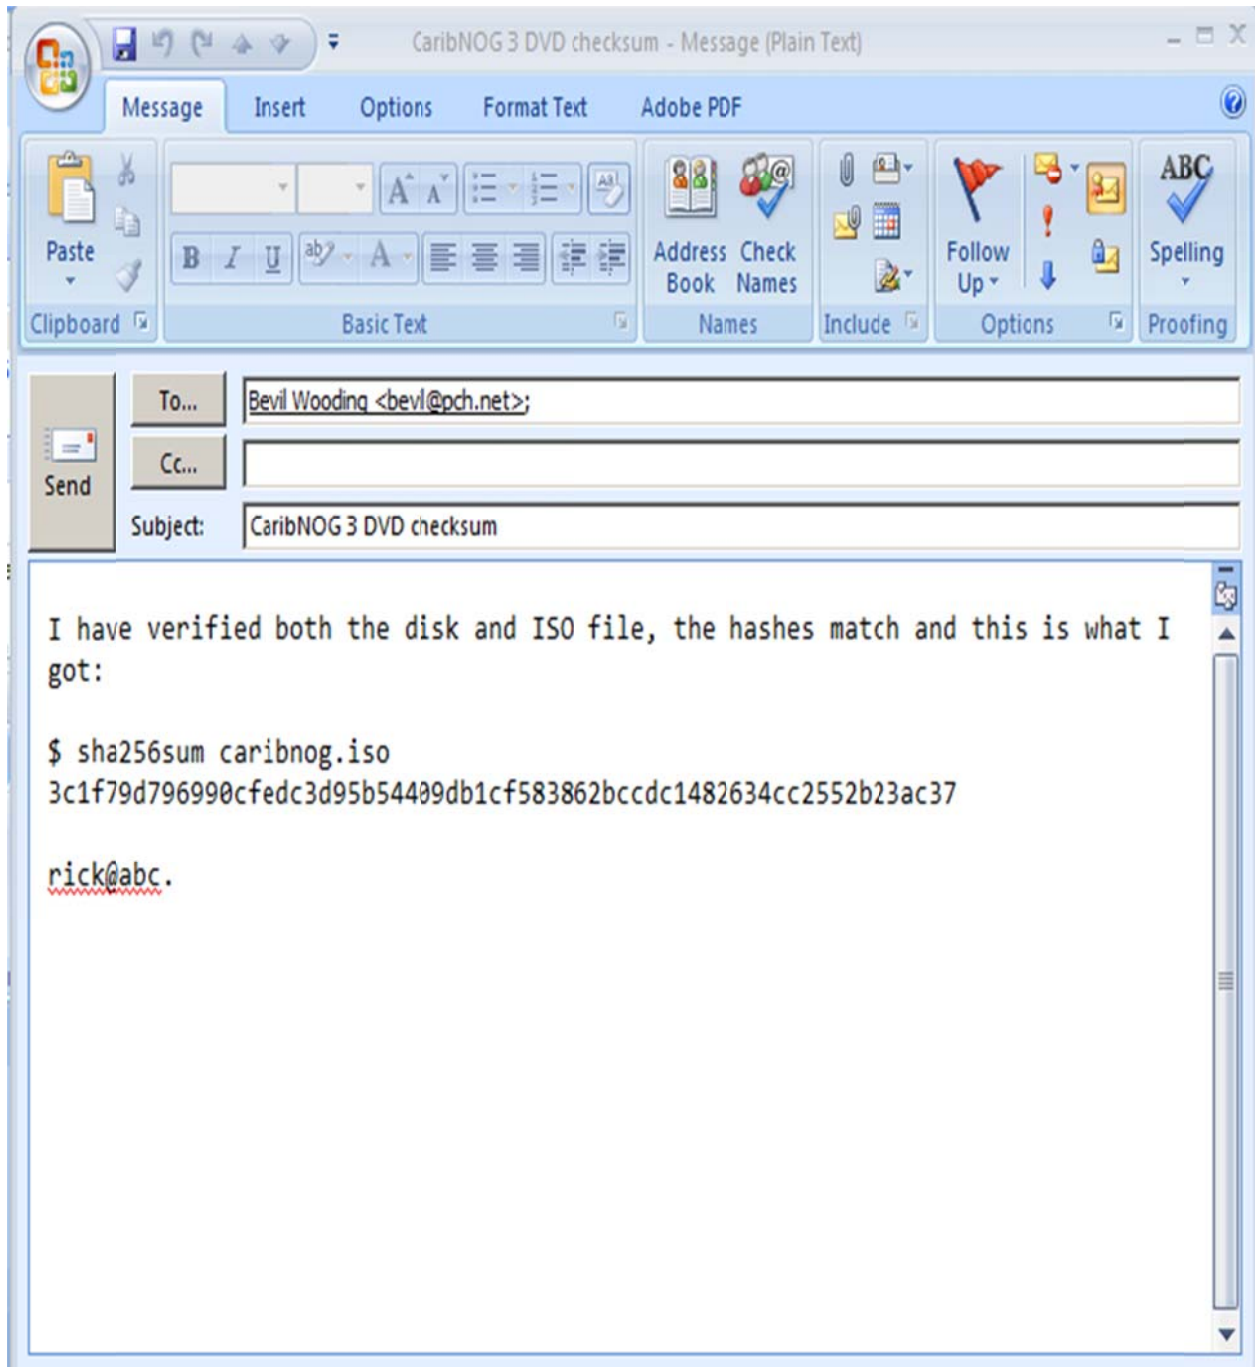 CaribNOG 3 DVD checksum - Message (Plain Text)
Message Insert Options Format Text Adobe PDF
Paste
Clipboard
Basic Text
Address Book
Check Names
Names
Include
Follow Up
Options
ABC
Spelling
Proofing
Send
To... Bevil Wooding <bevl@pch.net>;
Cc...
Subject: CaribNOG 3 DVD checksum
I have verified both the disk and ISO file, the hashes match and this is what I
got:
$ sha256sum caribnog.iso
3c1f79d796990cfedc3d95b54409db1cf583862bccdc1482634cc2552b23ac37
rick@abc.